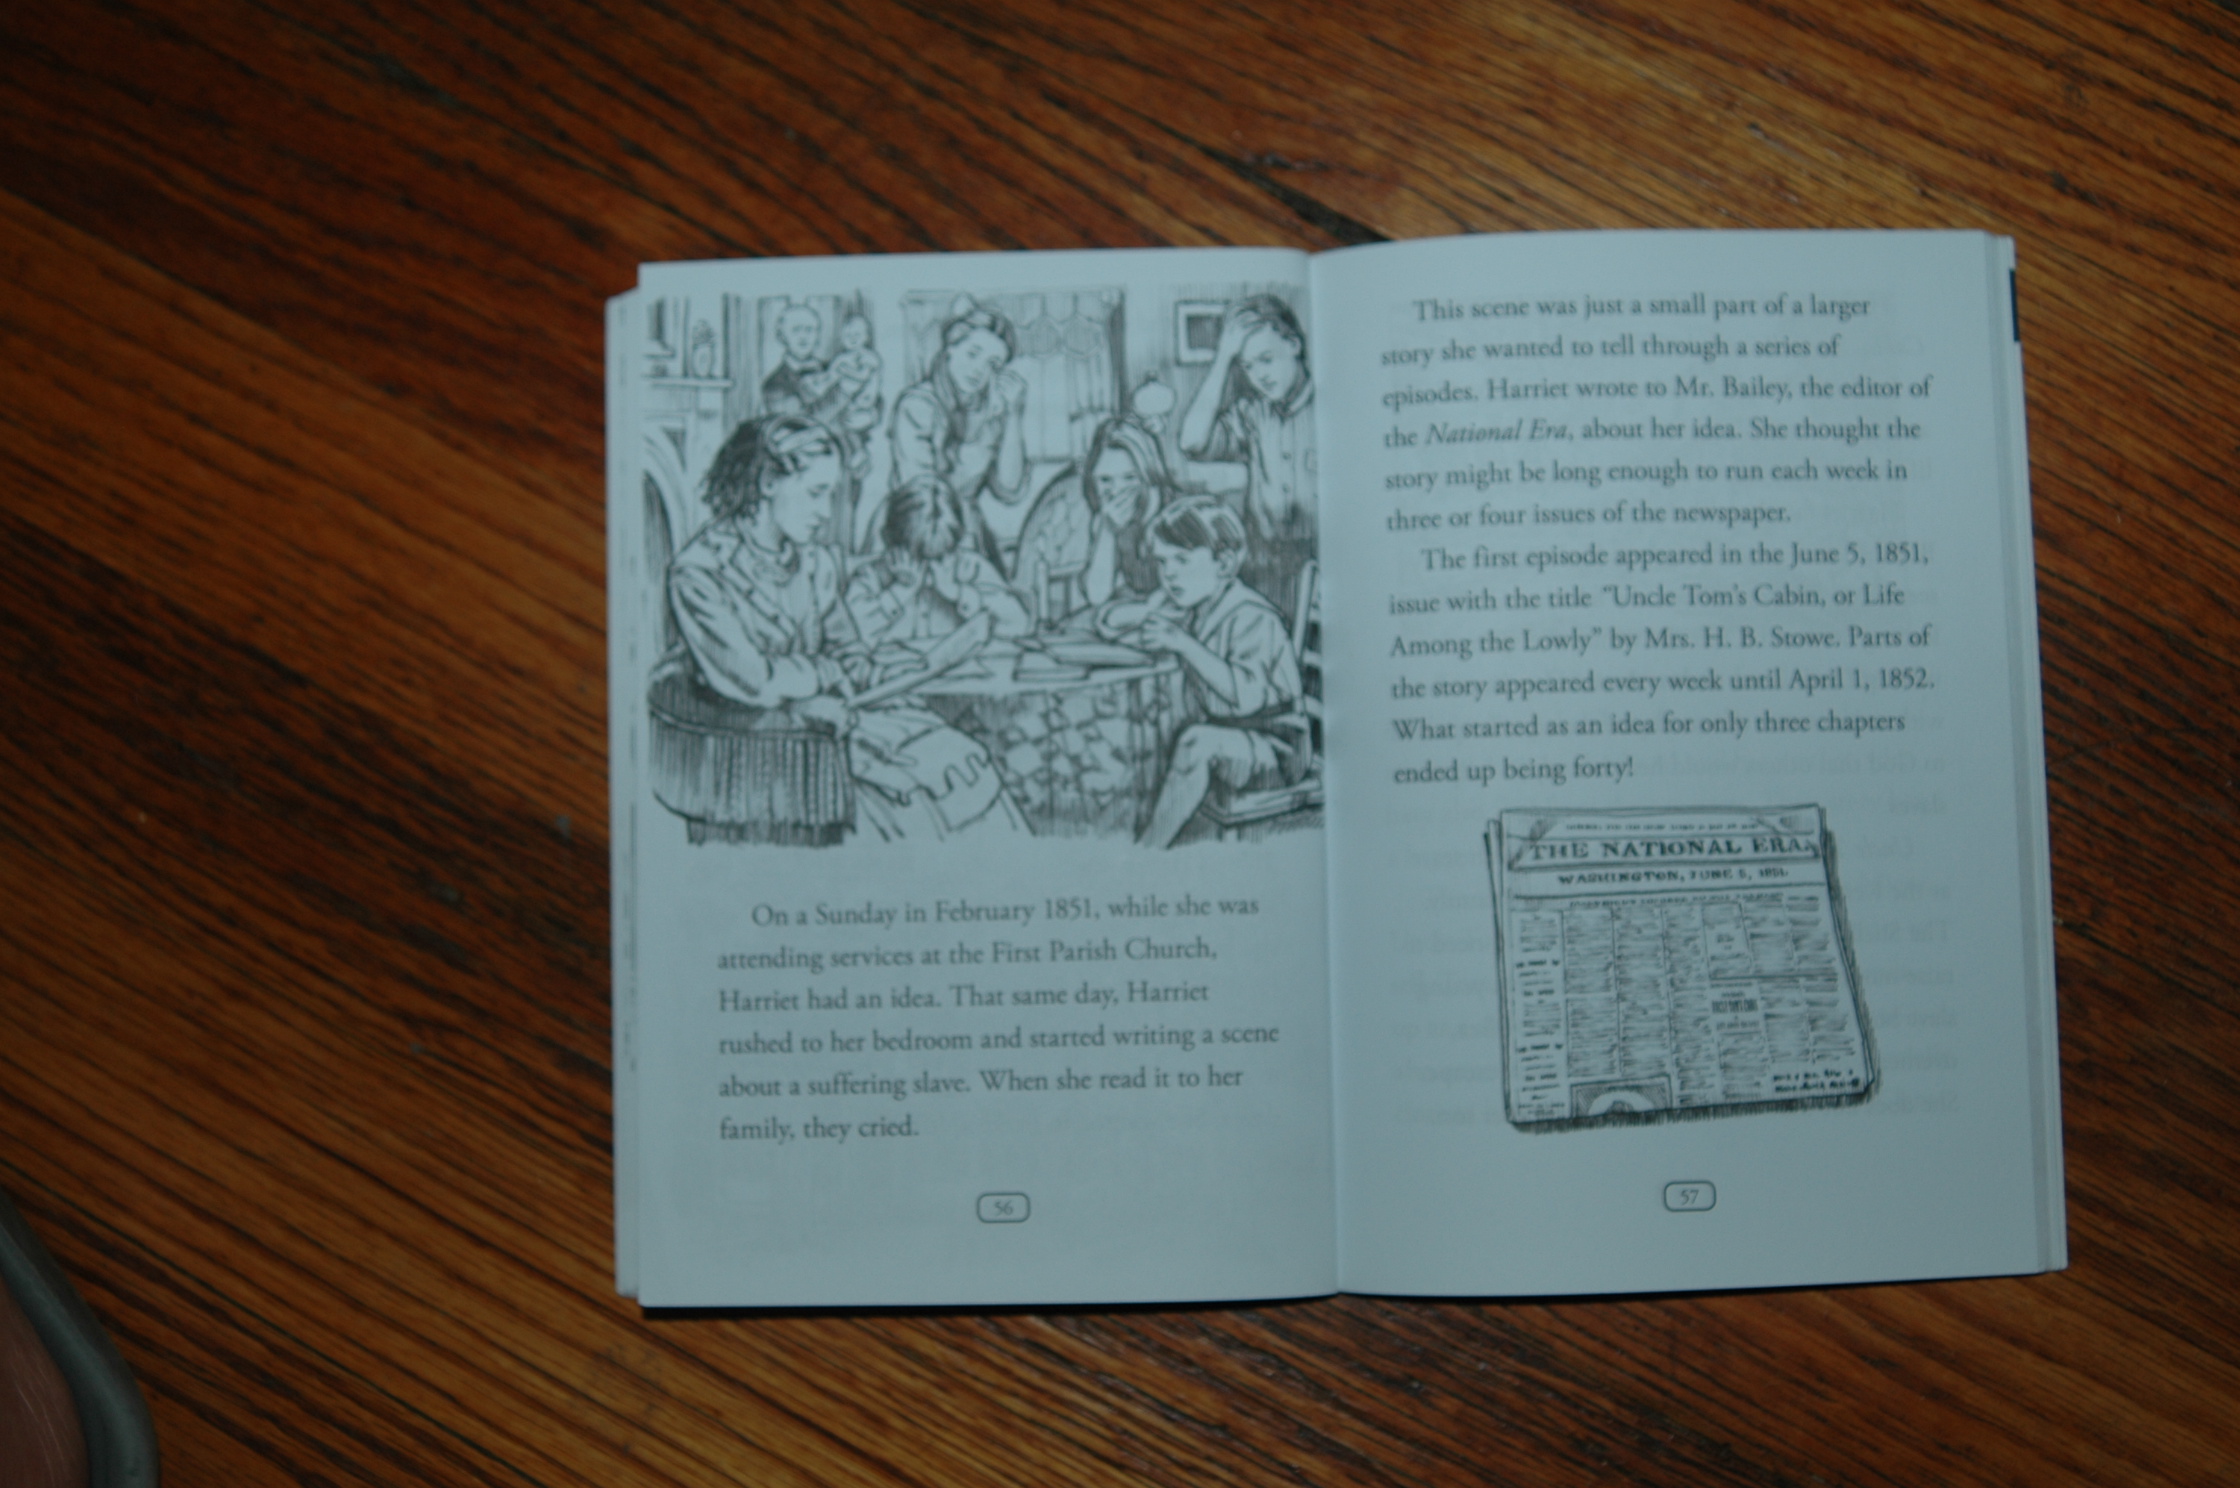 On a Sunday in February 1851, while she was
attending services at the First Parish Church,
Harriet had an idea. That same day, Harriet
rushed to her bedroom and started writing a scene
about a suffering slave. When she read it to her
family, they cried.
56
This scene was just a small part of a larger
story she wanted to tell through a series of
episodes. Harriet wrote to Mr. Bailey, the editor of
the National Era, about her idea. She thought the
story might be long enough to run each week in
three or four issues of the newspaper.
The first episode appeared in the June 5, 1851,
issue with the title “Uncle Tom’s Cabin, or Life
Among the Lowly” by Mrs. H. B. Stowe. Parts of
the story appeared every week until April 1, 1852.
What started as an idea for only three chapters
ended up being forty!
THE NATIONAL ERA
WASHINGTON, JUNE 5, 1851.
57